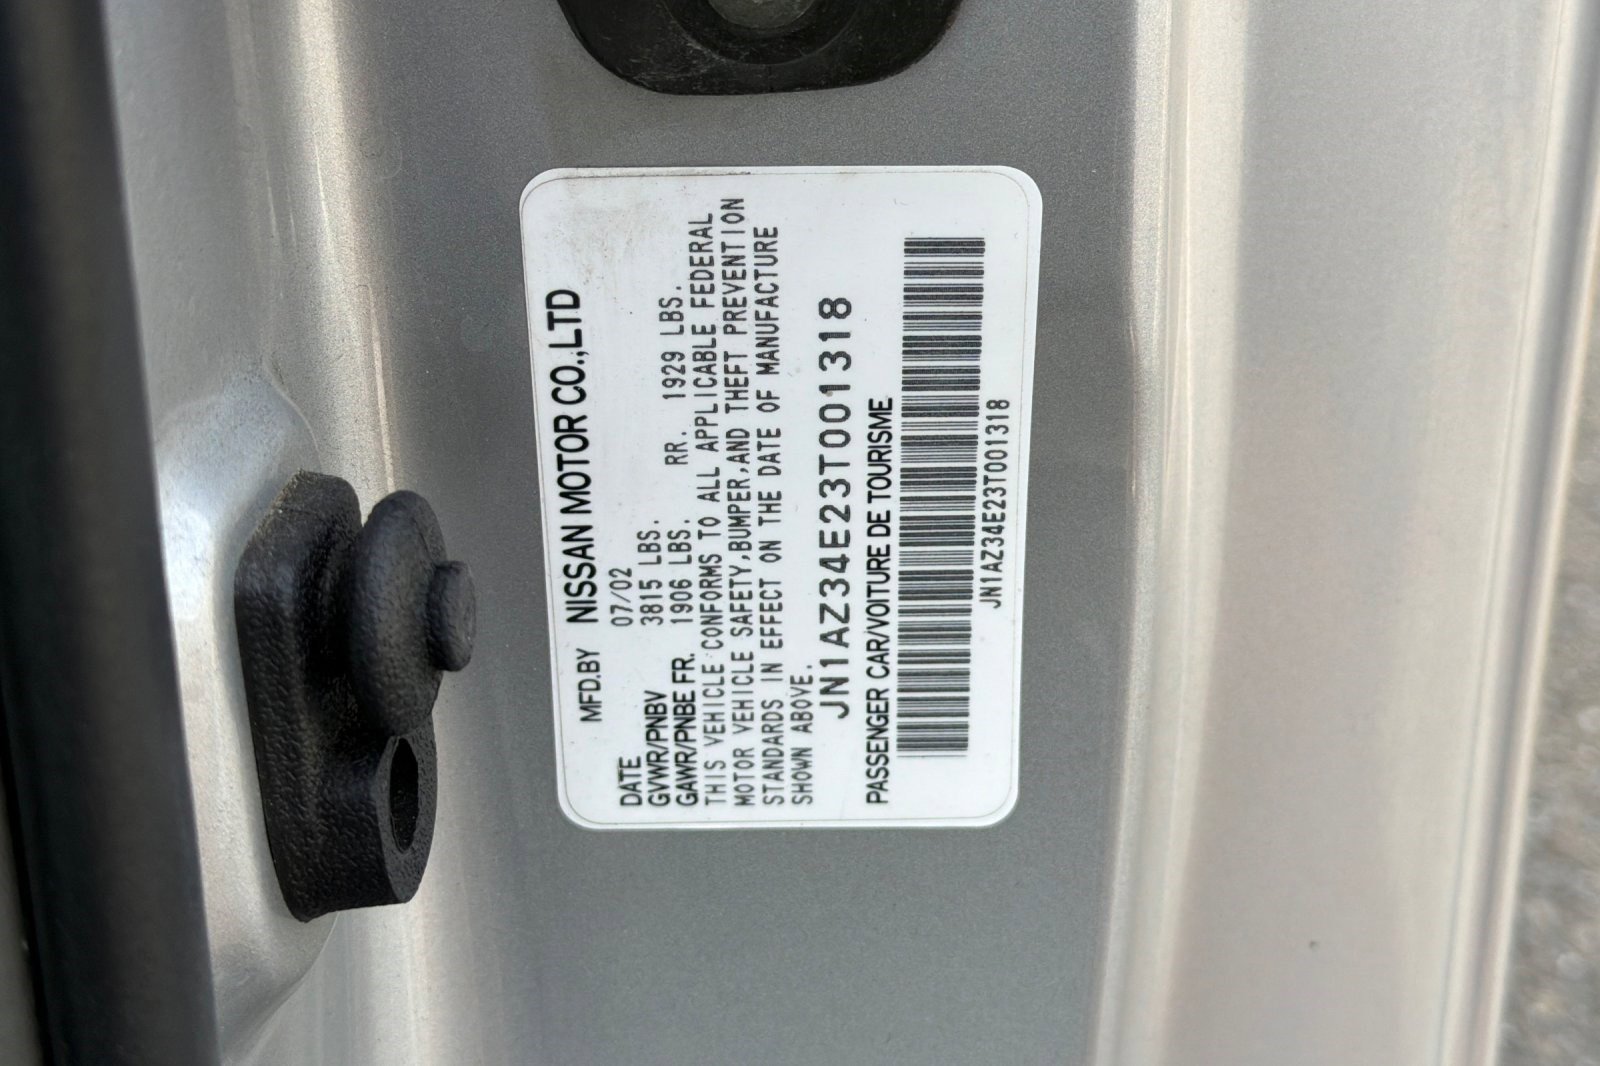 MFD.BY NISSAN MOTOR CO.,LTD
DATE 07/02
GVWR/PNBV 3815 LBS.
GAWR/PNBE FR. 1906 LBS. RR. 1929 LBS.
THIS VEHICLE CONFORMS TO ALL APPLICABLE FEDERAL
MOTOR VEHICLE SAFETY,BUMPER,AND THEFT PREVENTION
STANDARDS IN EFFECT ON THE DATE OF MANUFACTURE
SHOWN ABOVE.
JN1AZ34E23T001318
PASSENGER CAR/VOITURE DE TOURISME
JN1AZ34E23T001318